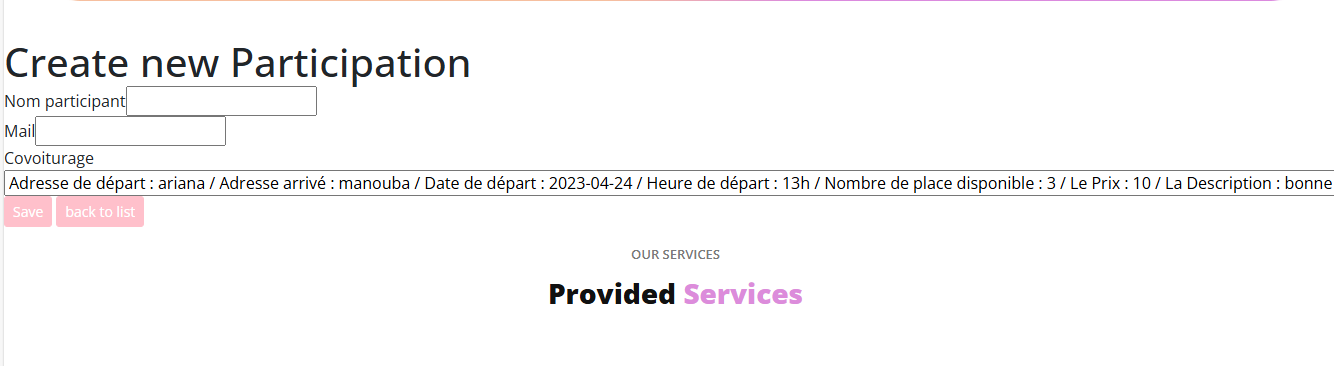 Create new Participation
Nom participant
Mail
Covoiturage
Adresse de départ : ariana / Adresse arrivé : manouba / Date de départ : 2023-04-24 / Heure de départ : 13h / Nombre de place disponible : 3 / Le Prix : 10 / La Description : bonne
Save back to list
OUR SERVICES
Provided Services